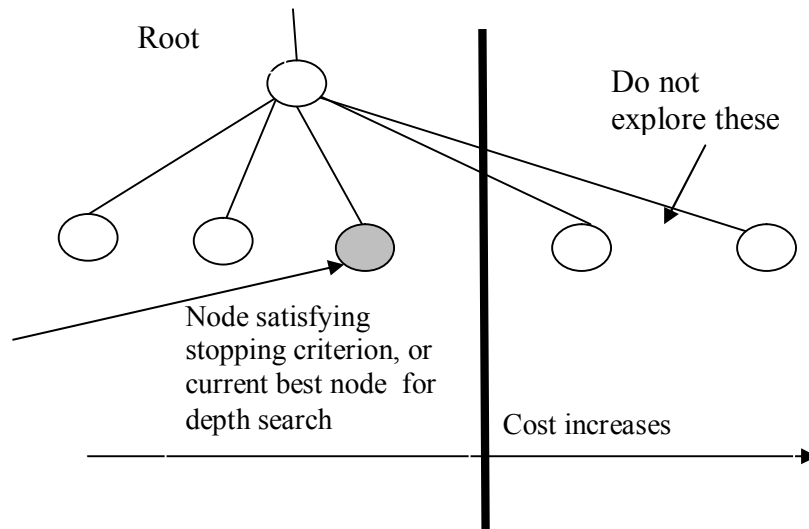 Root
Do not
explore these
Node satisfying
stopping criterion, or
current best node for
depth search
Cost increases